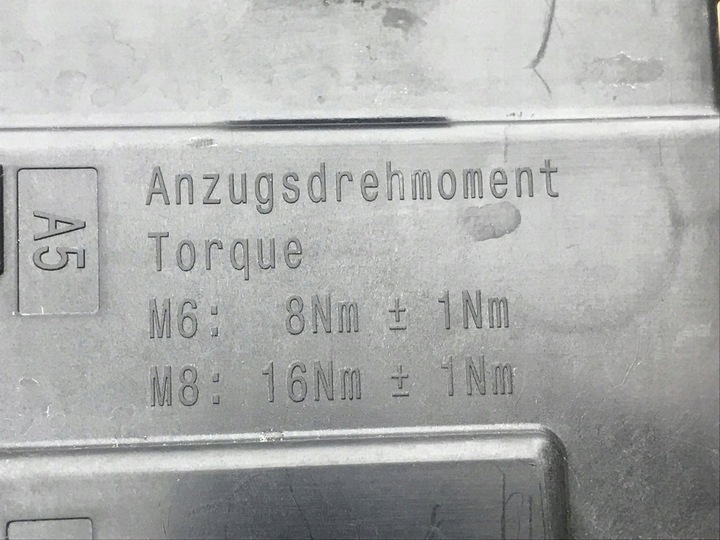 A5
Anzugsdrehmoment
Torque
M6: 8Nm ± 1Nm
M8: 16Nm ± 1Nm